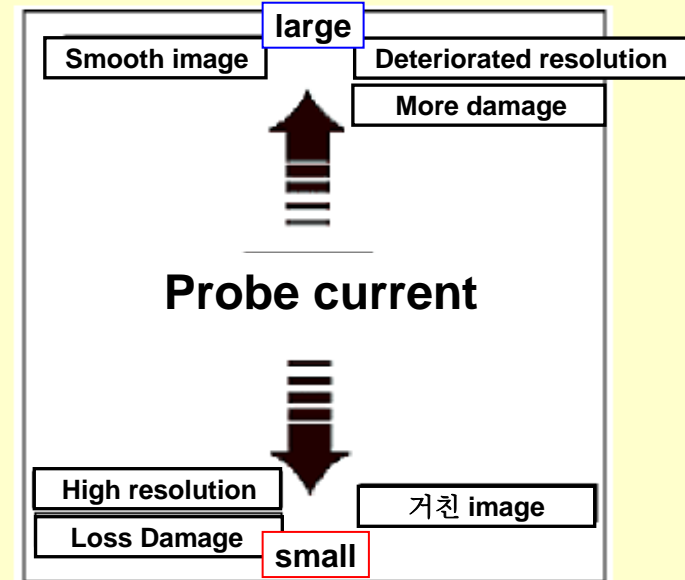 large
Smooth image
Deteriorated resolution
More damage
Probe current
High resolution
거친 image
Loss Damage
small